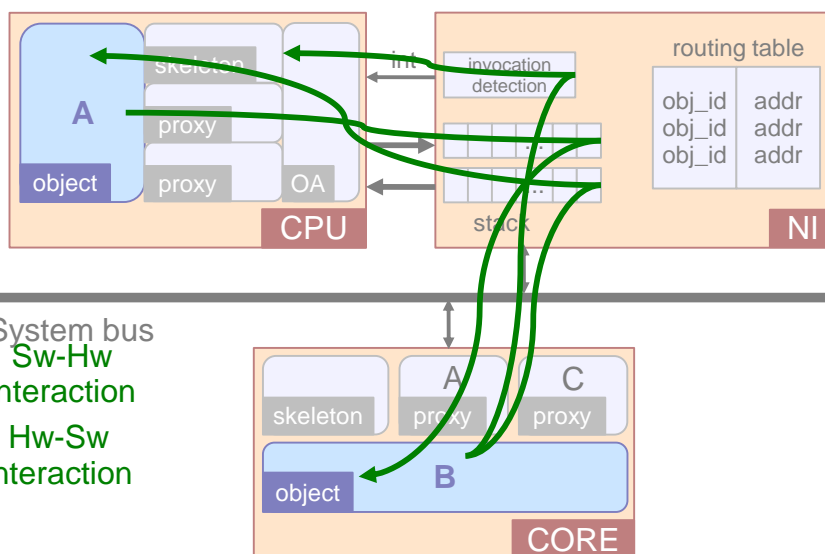 skeleton
int
invocation
detection
routing table
A
obj_id
addr
obj_id
addr
obj_id
addr
proxy
...
object
proxy
OA
...
CPU
stack
NI
System bus
Sw-Hw
nteraction
Hw-Sw
nteraction
A
C
skeleton
proxy
proxy
B
object
CORE